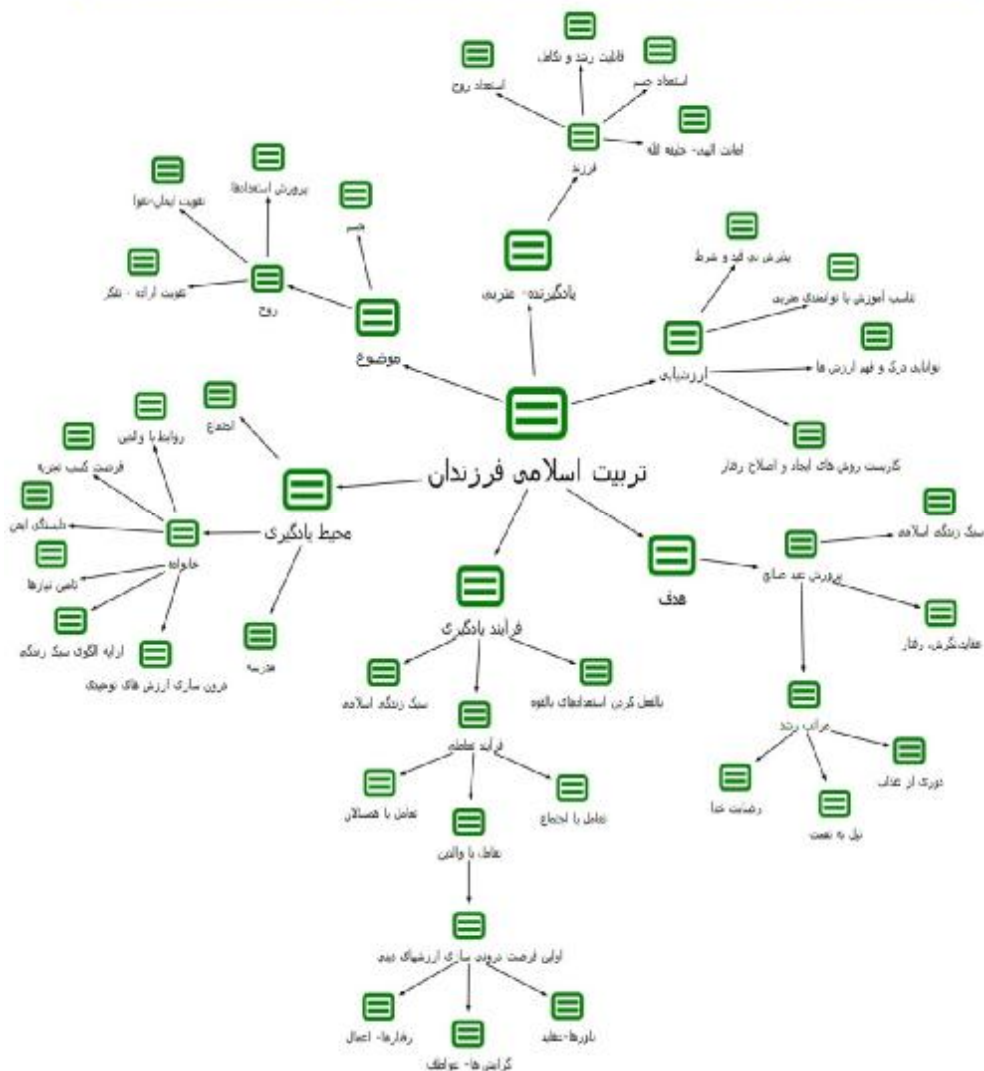 قابلیت رشد و تکامل
استعداد جسم
استعداد روح
امانت الهی- خلیفه الله
فرزند
پرورش استعدادها
تقویت ایمان-تقوا
جسم
پذیرش بی قید و شرط
یادگیرنده- متربی
تقویت اراده - تفکر
روح
تناسب آموزش با توانمندی متربی
موضوع
ارزشیابی
توانایی درک و فهم ارزش ها
اجتماع
روابط با والدین
کاربست روش های ایجاد و اصلاح رفتار
فرصت کسب تجربه
تربیت اسلامی فرزندان
دلبستگی ایمن
محیط یادگیری
سبک زندگی اسلامی
خانواده
پرورش عبد صالح
تامین نیازها
هدف
فرآیند یادگیری
عقاید،نگرش، رفتار
ارایه الگوی سبک زندگی
مدرسه
درون سازی ارزش های توحیدی
سبک زندگی اسلامی
بالفعل کردن استعدادهای بالقوه
مراتب رشد
فرآیند تعاملی
دوری از عذاب
رضایت خدا
تعامل با همسالان
تعامل با اجتماع
نیل به نعمت
تعامل با والدین
اولین فرصت درونی سازی ارزشهای دینی
باورها-عقاید
رفتارها- اعمال
گرایش ها- عواطف